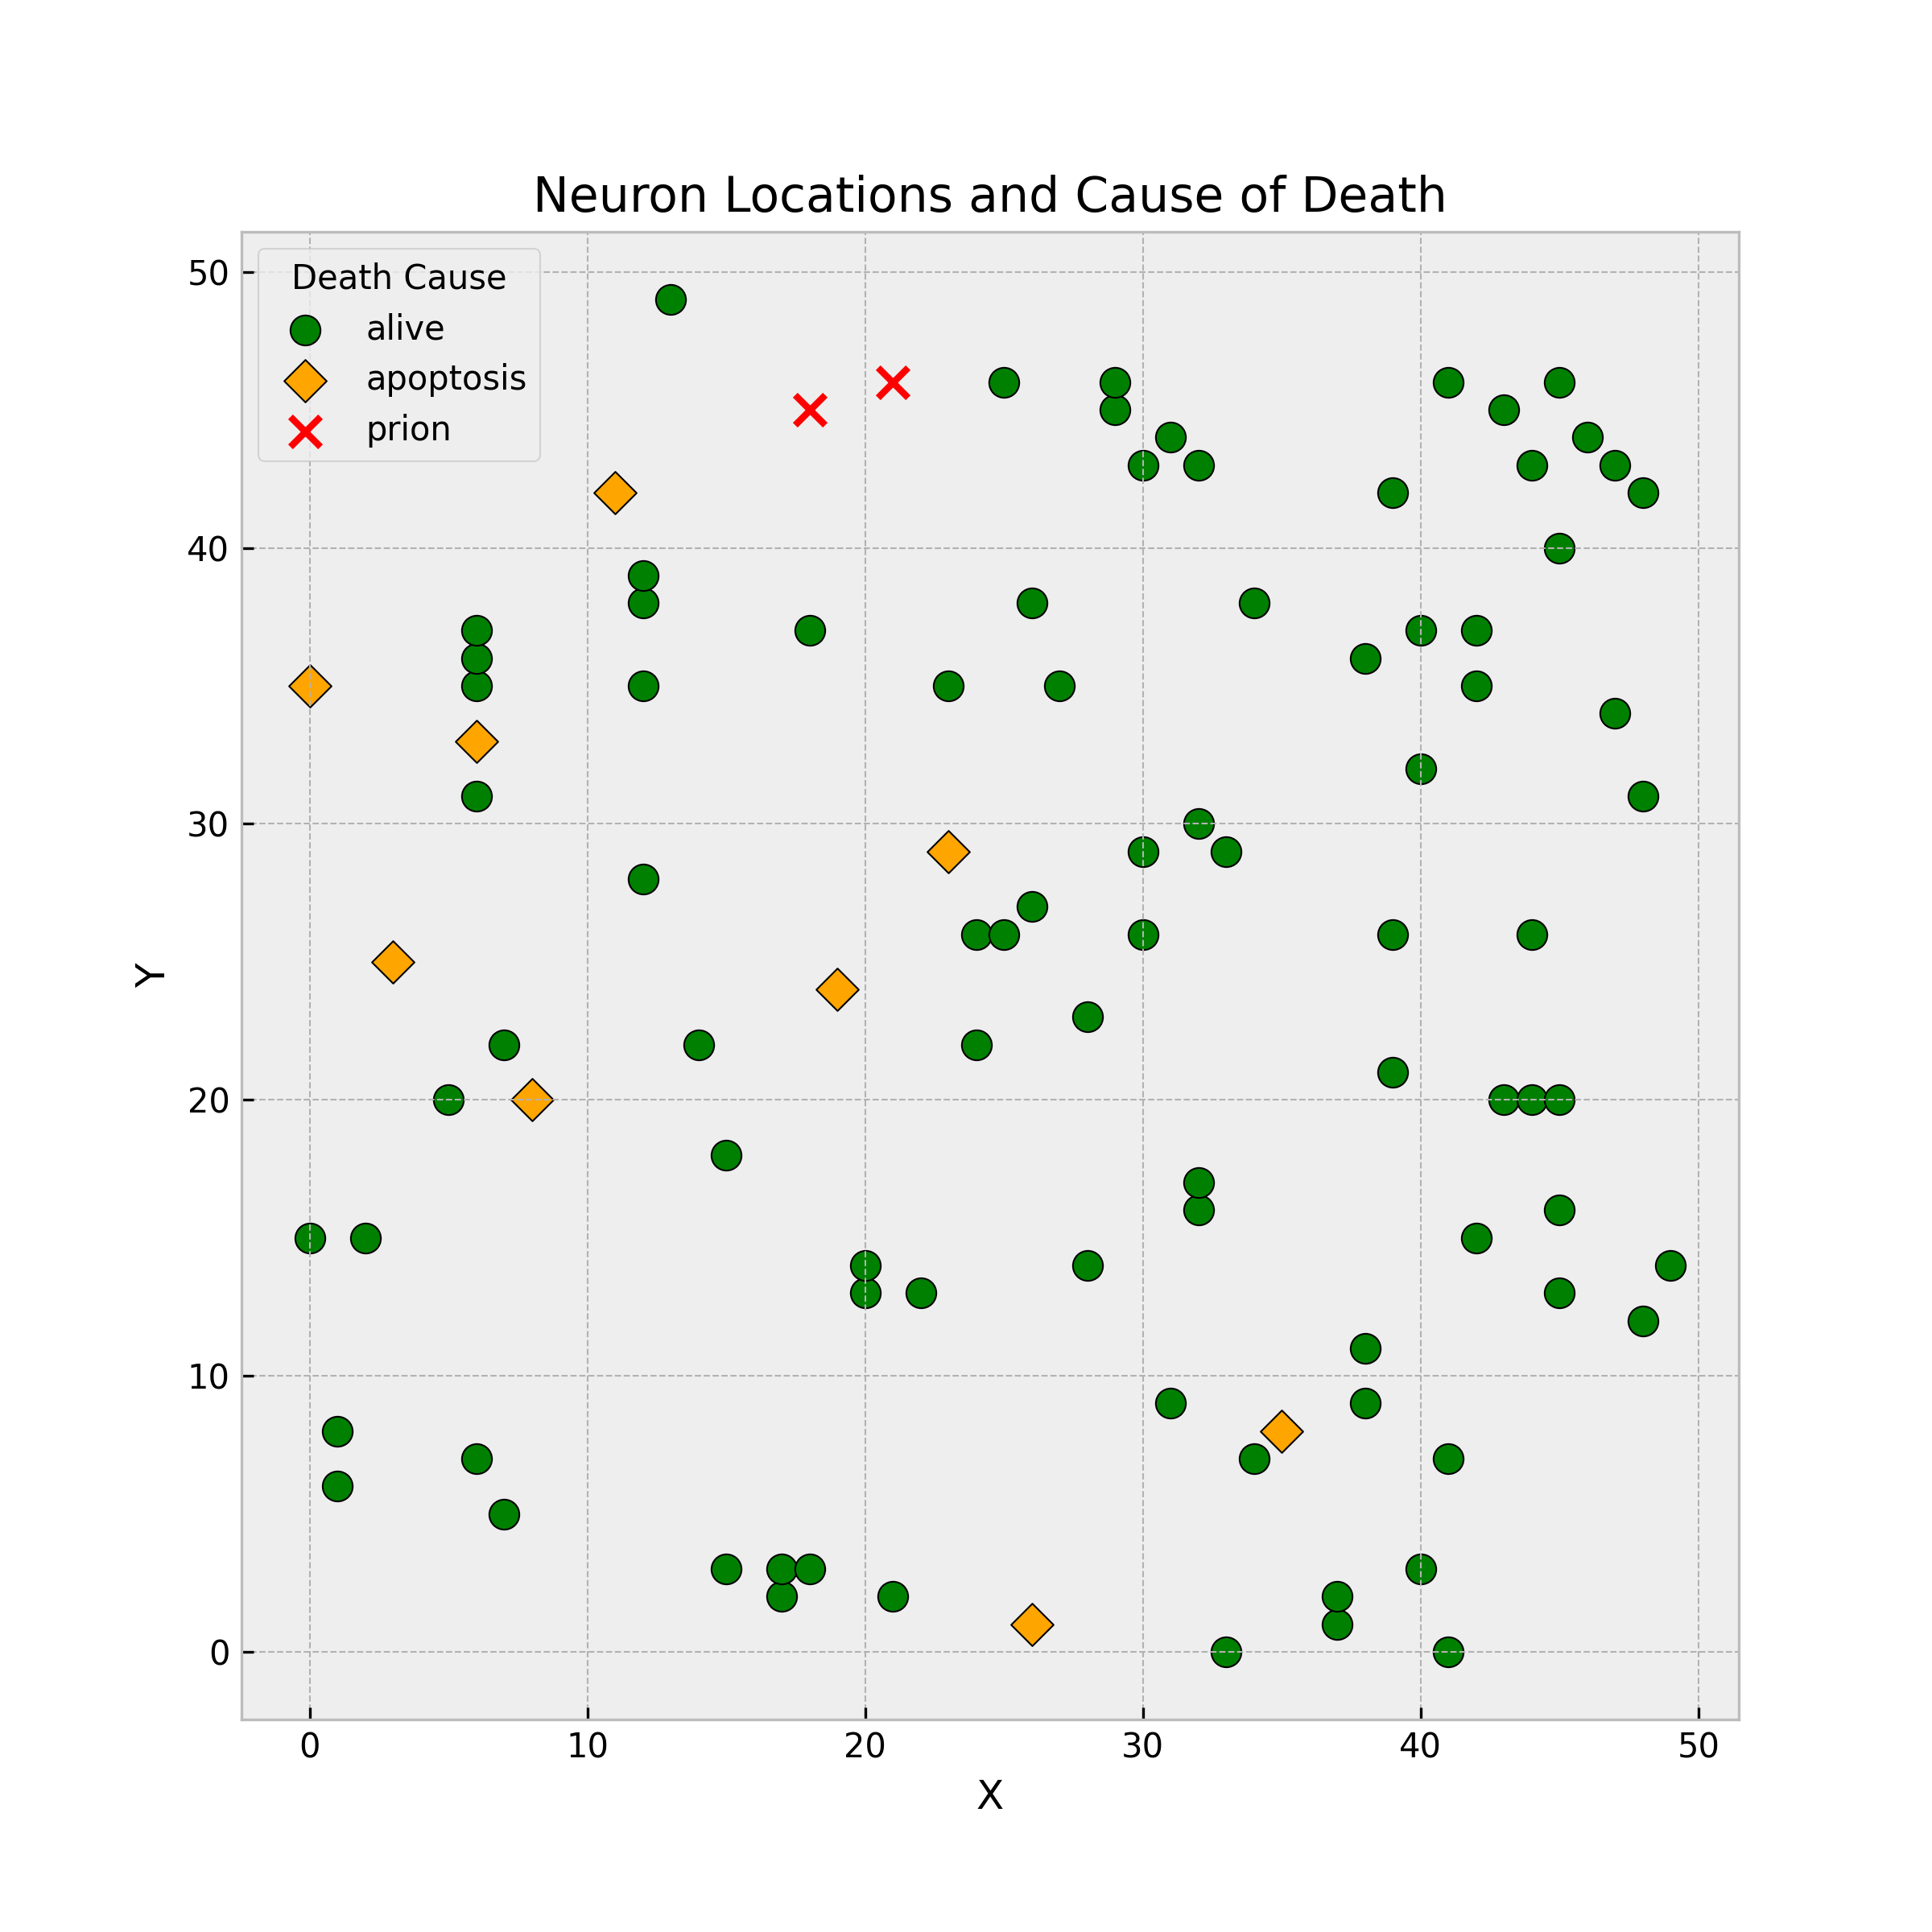 Neuron Locations and Cause of Death
Death Cause
alive
apoptosis
prion
50
40
30
20
10
0
Y
0 10 20 30 40 50
X